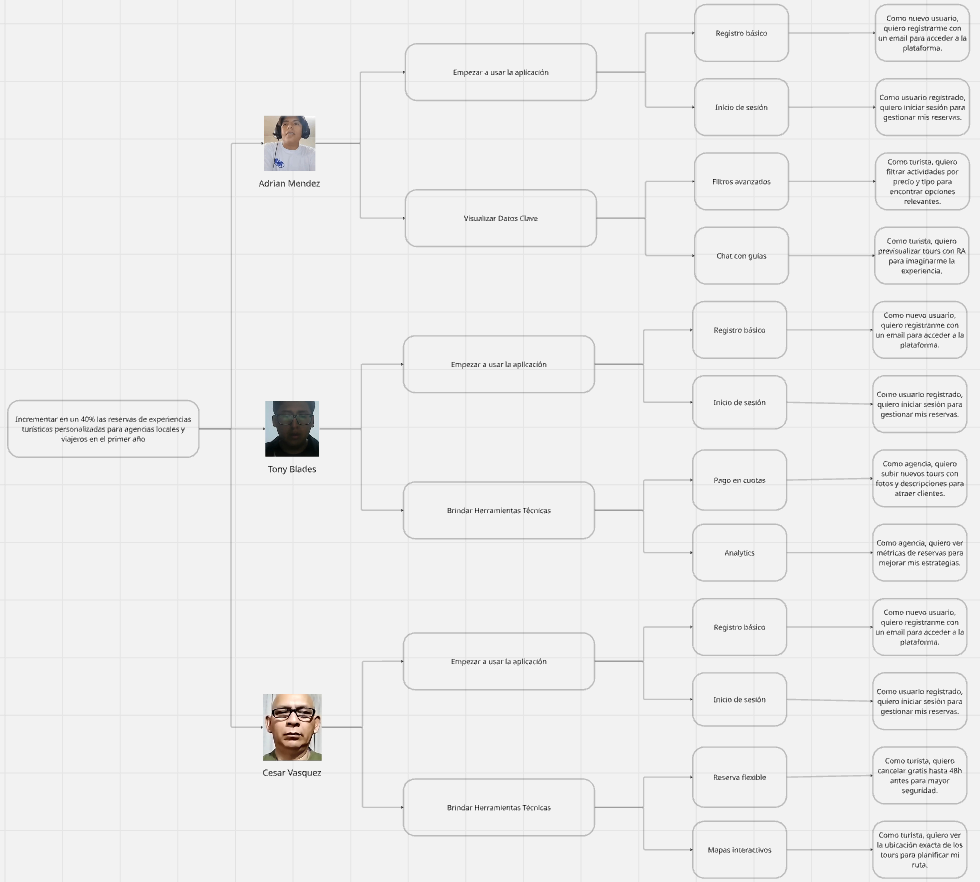 Incrementar en un 40% las reservas de experiencias
turísticas personalizadas para agencias locales y
viajeros en el primer año
Adrian Mendez
Empezar a usar la aplicación
Registro básico
Como nuevo usuario,
quiero registrarme con
un email para acceder a la
plataforma.
Inicio de sesión
Como usuario registrado,
quiero iniciar sesión para
gestionar mis reservas.
Visualizar Daros Clave
Filtros avanzados
Como turista, quiero
filtrar actividades por
precio y tipo para
encontrar opciones
relevantes.
Chat con guías
Como turista, quiero
previsualizar tours con RA
para imaginarme la
experiencia.
Tony Blades
Empezar a usar la aplicación
Registro básico
Como nuevo usuario,
quiero registrarme con
un email para acceder a la
plataforma.
Inicio de sesión
Como usuario registrado,
quiero iniciar sesión para
gestionar mis reservas.
Brindar Herramientas Técnicas
Pago en cuotas
Como agencia, quiero
subir nuevos tours con
fotos y descripciones para
atraer clientes.
Analytics
Como agencia, quiero ver
métricas de reservas para
mejorar mis estrategias.
Cesar Vasquez
Empezar a usar la aplicación
Registro básico
Como nuevo usuario,
quiero registrarme con
un email para acceder a la
plataforma.
Inicio de sesión
Como usuario registrado,
quiero iniciar sesión para
gestionar mis reservas.
Brindar Herramientas Técnicas
Reserva flexible
Como turista, quiero
cancelar gratis hasta 48h
antes para mayor
seguridad.
Mapas interactivos
Como turista, quiero ver
la ubicación exacta de los
tours para planificar mi
ruta.